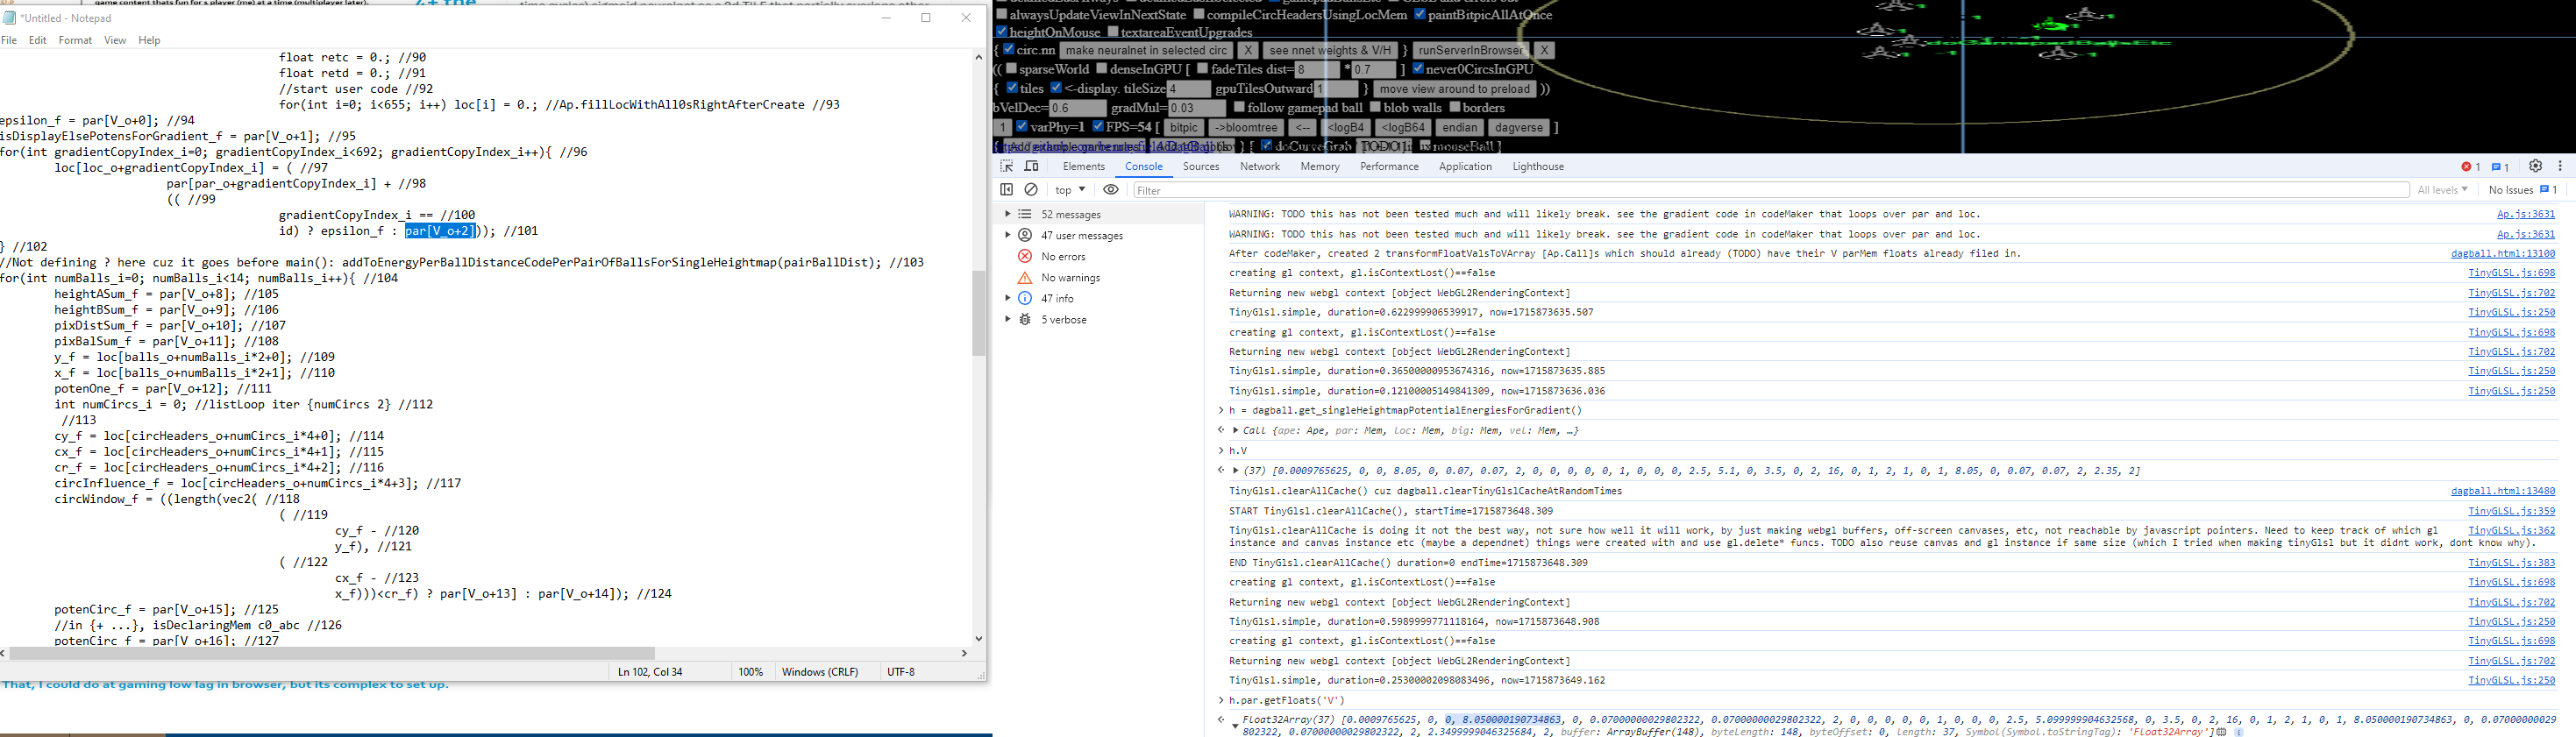 game content thats fun for a player (me) at a time (multiplayer later).
*Untitled - Notepad
File Edit Format View Help
float retc = 0.; //90
float retd = 0.; //91
//start user code //92
for(int i=0; i<655; i++) loc[i] = 0.; //Ap.fillLocWithAll0sRightAfterCreate //93
epsilon_f = par[V_o+0]; //94
isDisplayElsePotensForGradient_f = par[V_o+1]; //95
for(int gradientCopyIndex_i=0; gradientCopyIndex_i<692; gradientCopyIndex_i++){ //96
loc[loc_o+gradientCopyIndex_i] = ( //97
par[par_o+gradientCopyIndex_i] + //98
(( //99
gradientCopyIndex_i == //100
id) ? epsilon_f : par[V_o+2])); //101
} //102
//Not defining ? here cuz it goes before main(): addToEnergyPerBallDistanceCodePerPairOfBallsForSingleHeightmap(pairBallDist); //103
for(int numBalls_i=0; numBalls_i<14; numBalls_i++){ //104
heightASum_f = par[V_o+8]; //105
heightBSum_f = par[V_o+9]; //106
pixDistSum_f = par[V_o+10]; //107
pixBalSum_f = par[V_o+11]; //108
y_f = loc[balls_o+numBalls_i*2+0]; //109
x_f = loc[balls_o+numBalls_i*2+1]; //110
potenOne_f = par[V_o+12]; //111
int numCircs_i = 0; //listLoop iter {numCircs 2} //112
//113
cy_f = loc[circHeaders_o+numCircs_i*4+0]; //114
cx_f = loc[circHeaders_o+numCircs_i*4+1]; //115
cr_f = loc[circHeaders_o+numCircs_i*4+2]; //116
circInfluence_f = loc[circHeaders_o+numCircs_i*4+3]; //117
circWindow_f = ((length(vec2( //118
( //119
cy_f - //120
y_f), //121
( //122
cx_f - //123
x_f)))<cr_f) ? par[V_o+13] : par[V_o+14]); //124
potenCirc_f = par[V_o+15]; //125
//in {+ ...}, isDeclaringMem c0_abc //126
potenCirc_f = par[V_o+16]; //127
Ln 102, Col 34 100% Windows (CRLF) UTF-8
That, I could do at gaming low lag in browser, but its complex to set up.
alwaysUpdateViewInNextState compileCircHeadersUsingLocMem paintBitpicAllAtOnce
heightOnMouse textareaEventUpgrades
{ circ.nn make neuralnet in selected circ X see nnet weights & V/H } runServerInBrowser X
(( sparseWorld denseInGPU [ fadeTiles dist= 8 * 0.7 ] never0CircsInGPU
{ tiles <-display. tileSize 4 gpuTilesOutward 1 } move view around to preload ))
bVelDec= 0.6 gradMul= 0.03 follow gamepad ball blob walls borders
1 varPhy=1 FPS=54 [ bitpic ->bloomtree <-- <logB4 <logB64 endian dagverse ]
doGamepadBallsEtc
Elements Console Sources Network Memory Performance Application Lighthouse 1 1
top Filter All levels No Issues 1
52 messages
47 user messages
No errors
No warnings
47 info
5 verbose
WARNING: TODO this has not been tested much and will likely break. see the gradient code in codeMaker that loops over par and loc. Ap.js:3631
WARNING: TODO this has not been tested much and will likely break. see the gradient code in codeMaker that loops over par and loc. Ap.js:3631
After codeMaker, created 2 transformFloatValsToVArray [Ap.Call]s which should already (TODO) have their V parMem floats already filed in. dagball.html:13100
creating gl context, gl.isContextLost()==false TinyGLSL.js:698
Returning new webgl context [object WebGL2RenderingContext] TinyGLSL.js:702
TinyGlsl.simple, duration=0.622999906539917, now=1715873635.507 TinyGLSL.js:250
creating gl context, gl.isContextLost()==false TinyGLSL.js:698
Returning new webgl context [object WebGL2RenderingContext] TinyGLSL.js:702
TinyGlsl.simple, duration=0.36500000953674316, now=1715873635.885 TinyGLSL.js:250
TinyGlsl.simple, duration=0.12100005149841309, now=1715873636.036 TinyGLSL.js:250
h = dagball.get_singleHeightmapPotentialEnergiesForGradient()
Call {ape: Ape, par: Mem, loc: Mem, big: Mem, vel: Mem, …}
h.V
(37) [0.0009765625, 0, 0, 8.05, 0, 0.07, 0.07, 2, 0, 0, 0, 0, 0, 1, 0, 0, 0, 2.5, 5.1, 0, 3.5, 0, 2, 16, 0, 1, 2, 1, 0, 1, 8.05, 0, 0.07, 0.07, 2, 2.35, 2]
TinyGlsl.clearAllCache() cuz dagball.clearTinyGlslCacheAtRandomTimes dagball.html:13480
START TinyGlsl.clearAllCache(), startTime=1715873648.309 TinyGLSL.js:359
TinyGlsl.clearAllCache is doing it not the best way, not sure how well it will work, by just making webgl buffers, off-screen canvases, etc, not reachable by javascript pointers. Need to keep track of which gl TinyGLSL.js:362
instance and canvas instance etc (maybe a dependnet) things were created with and use gl.delete* funcs. TODO also reuse canvas and gl instance if same size (which I tried when making tinyGlsl but it didnt work, dont know why).
END TinyGlsl.clearAllCache() duration=0 endTime=1715873648.309 TinyGLSL.js:383
creating gl context, gl.isContextLost()==false TinyGLSL.js:698
Returning new webgl context [object WebGL2RenderingContext] TinyGLSL.js:702
TinyGlsl.simple, duration=0.5989999771118164, now=1715873648.908 TinyGLSL.js:250
creating gl context, gl.isContextLost()==false TinyGLSL.js:698
Returning new webgl context [object WebGL2RenderingContext] TinyGLSL.js:702
TinyGlsl.simple, duration=0.25300002098083496, now=1715873649.162 TinyGLSL.js:250
h.par.getFloats('V')
Float32Array(37) [0.0009765625, 0, 0, 8.050000190734863, 0, 0.07000000029802322, 0.07000000029802322, 2, 0, 0, 0, 0, 0, 1, 0, 0, 0, 2.5, 5.099999904632568, 0, 3.5, 0, 2, 16, 0, 1, 2, 1, 0, 1, 8.050000190734863, 0, 0.07000000029
802322, 0.07000000029802322, 2, 2.3499999046325684, 2, buffer: ArrayBuffer(148), byteLength: 148, byteOffset: 0, length: 37, Symbol(Symbol.toStringTag): 'Float32Array']